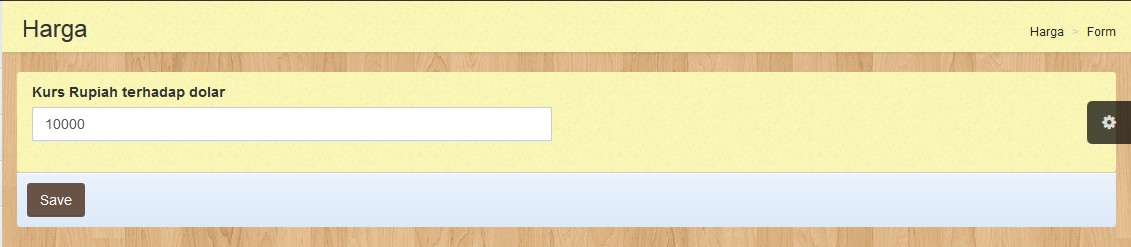 Harga
Harga > Form
Kurs Rupiah terhadap dolar
10000
Save